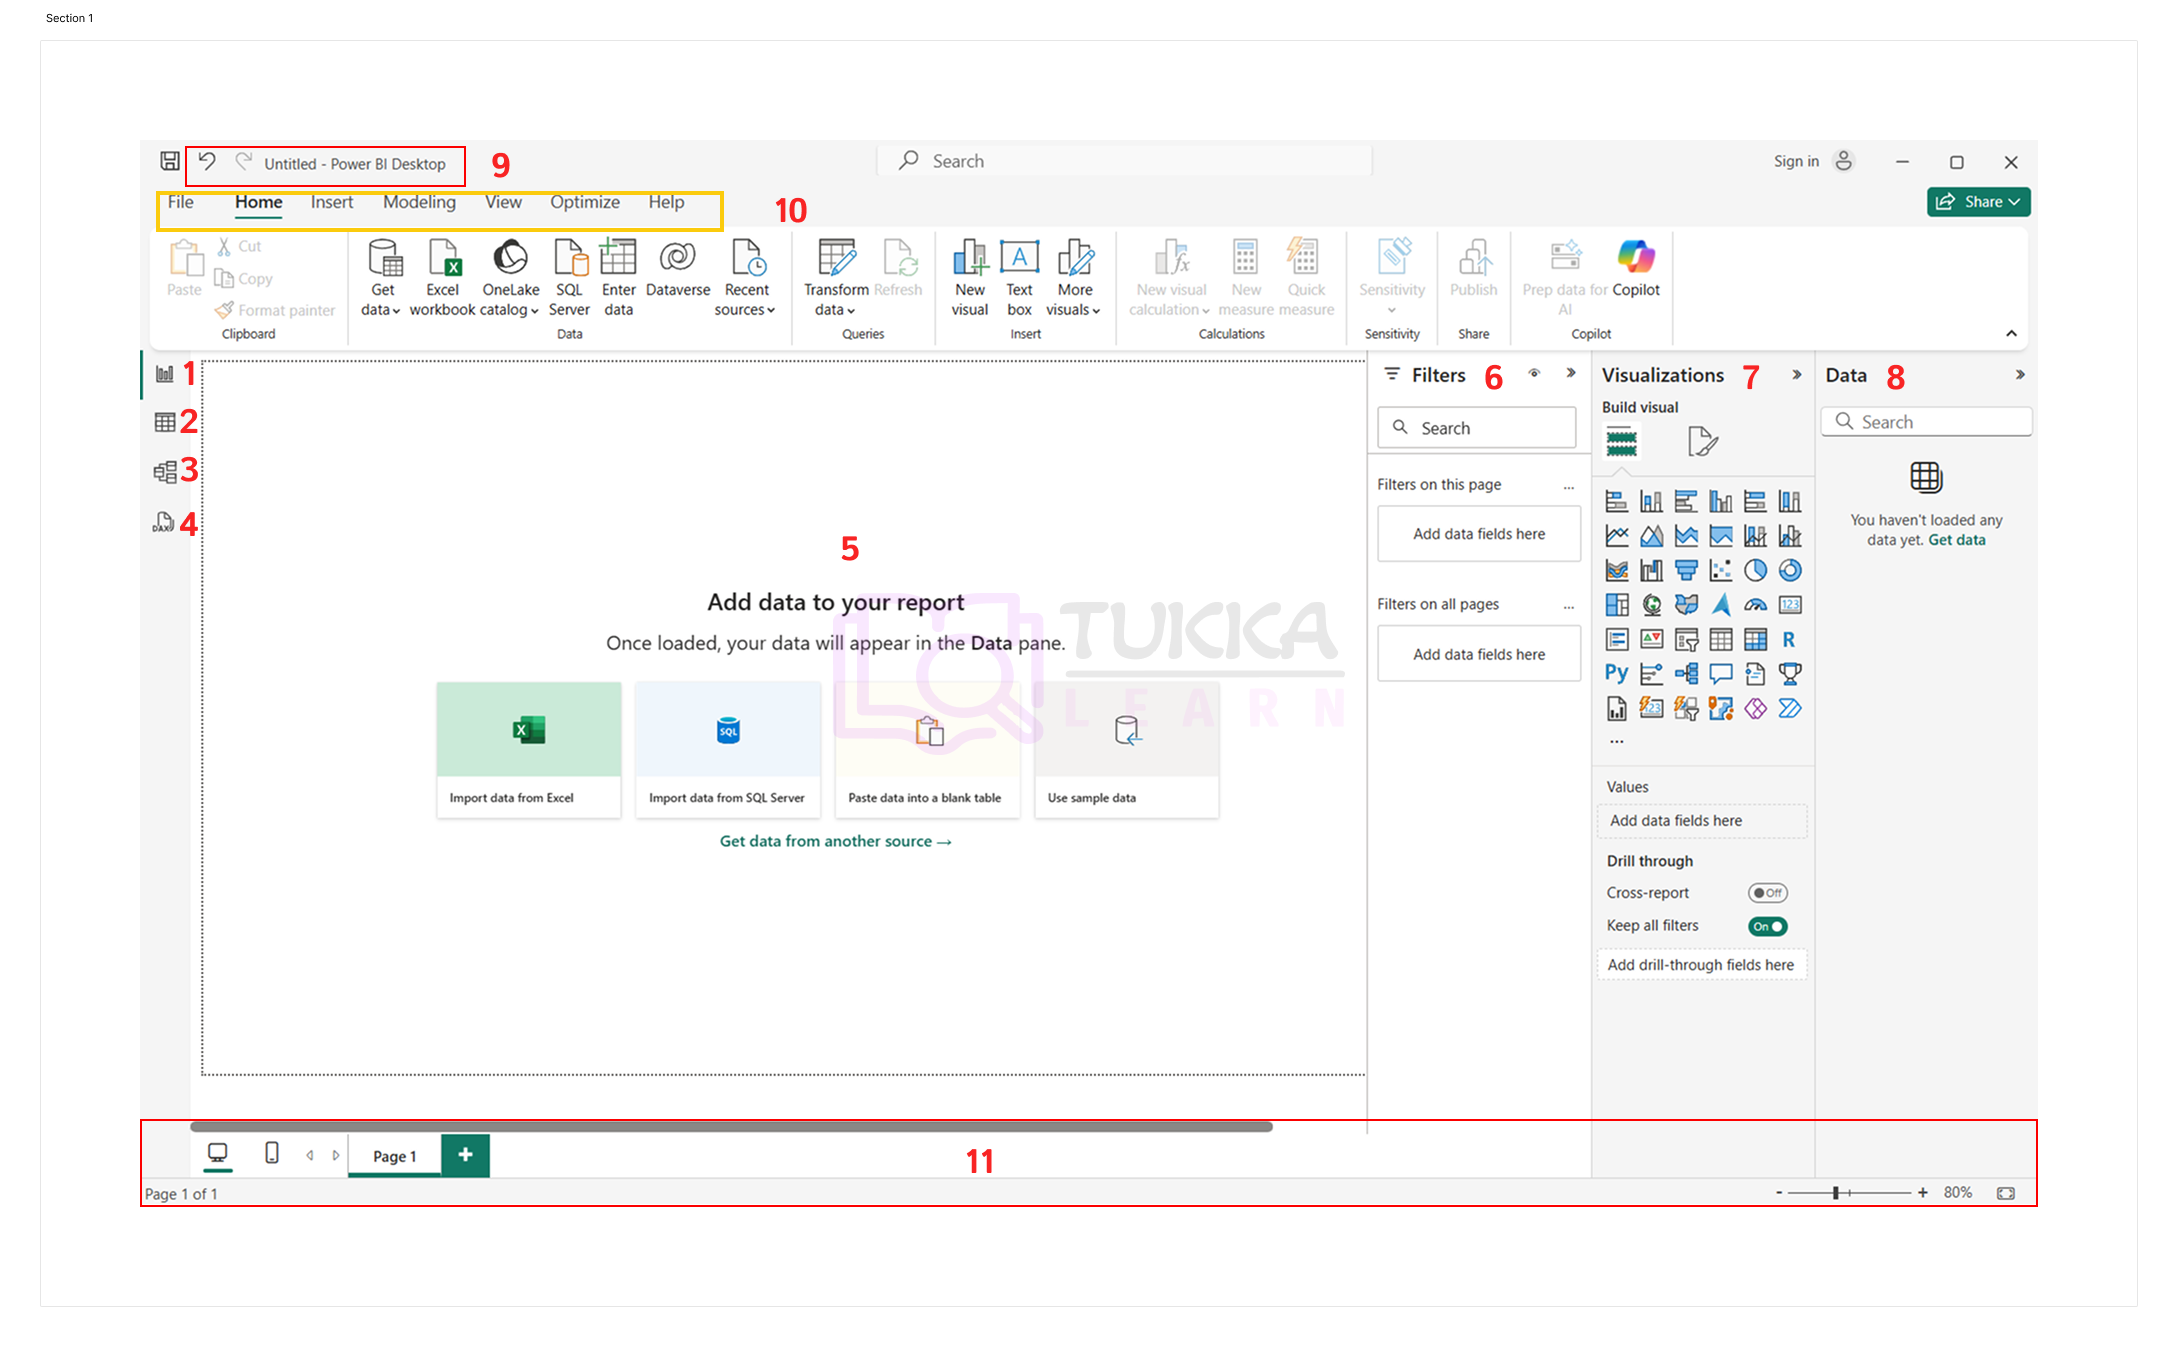 Section 1
Untitled - Power BI Desktop
9
Search
Sign in
File
Home
Insert
Modeling
View
Optimize
Help
10
Share
Paste
Cut
Copy
Format painter
Clipboard
Get data
Excel workbook
OneLake catalog
SQL Server
Enter data
Dataverse
Recent sources
Data
Transform data
Refresh
Queries
New visual
A
Text box
More visuals
Insert
fx
New visual calculation
New measure
Quick measure
Calculations
Sensitivity
Sensitivity
Publish
Share
Prep data for AI
Copilot
Copilot
1
2
3
DAX
4
5
Add data to your report
Once loaded, your data will appear in the Data pane.
TUKKA
LEARN
X
SQL
Import data from Excel
Import data from SQL Server
Paste data into a blank table
Use sample data
Get data from another source →
Filters
6
Search
Filters on this page
...
Add data fields here
Filters on all pages
...
Add data fields here
Visualizations
7
Build visual
123
R
Py
123
...
Values
Add data fields here
Drill through
Cross-report
Off
Keep all filters
On
Add drill-through fields here
Data
8
Search
You haven't loaded any
data yet. Get data
Page 1
+
11
Page 1 of 1
-
+
80%